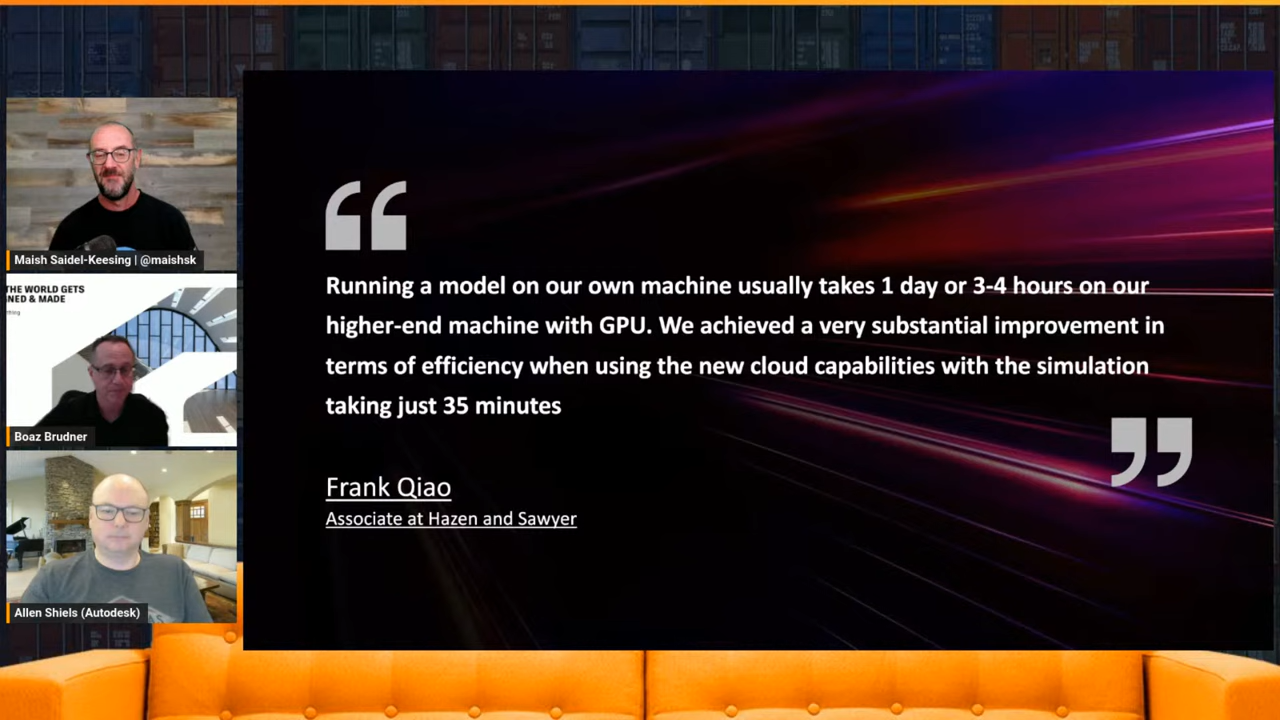 Maish Saidel-Keesing | @maishsk
THE WORLD GETS
NED & MADE
Boaz Brudner
Allen Shiels (Autodesk)
“
Running a model on our own machine usually takes 1 day or 3-4 hours on our
higher-end machine with GPU. We achieved a very substantial improvement in
terms of efficiency when using the new cloud capabilities with the simulation
taking just 35 minutes
”
Frank Qiao
Associate at Hazen and Sawyer